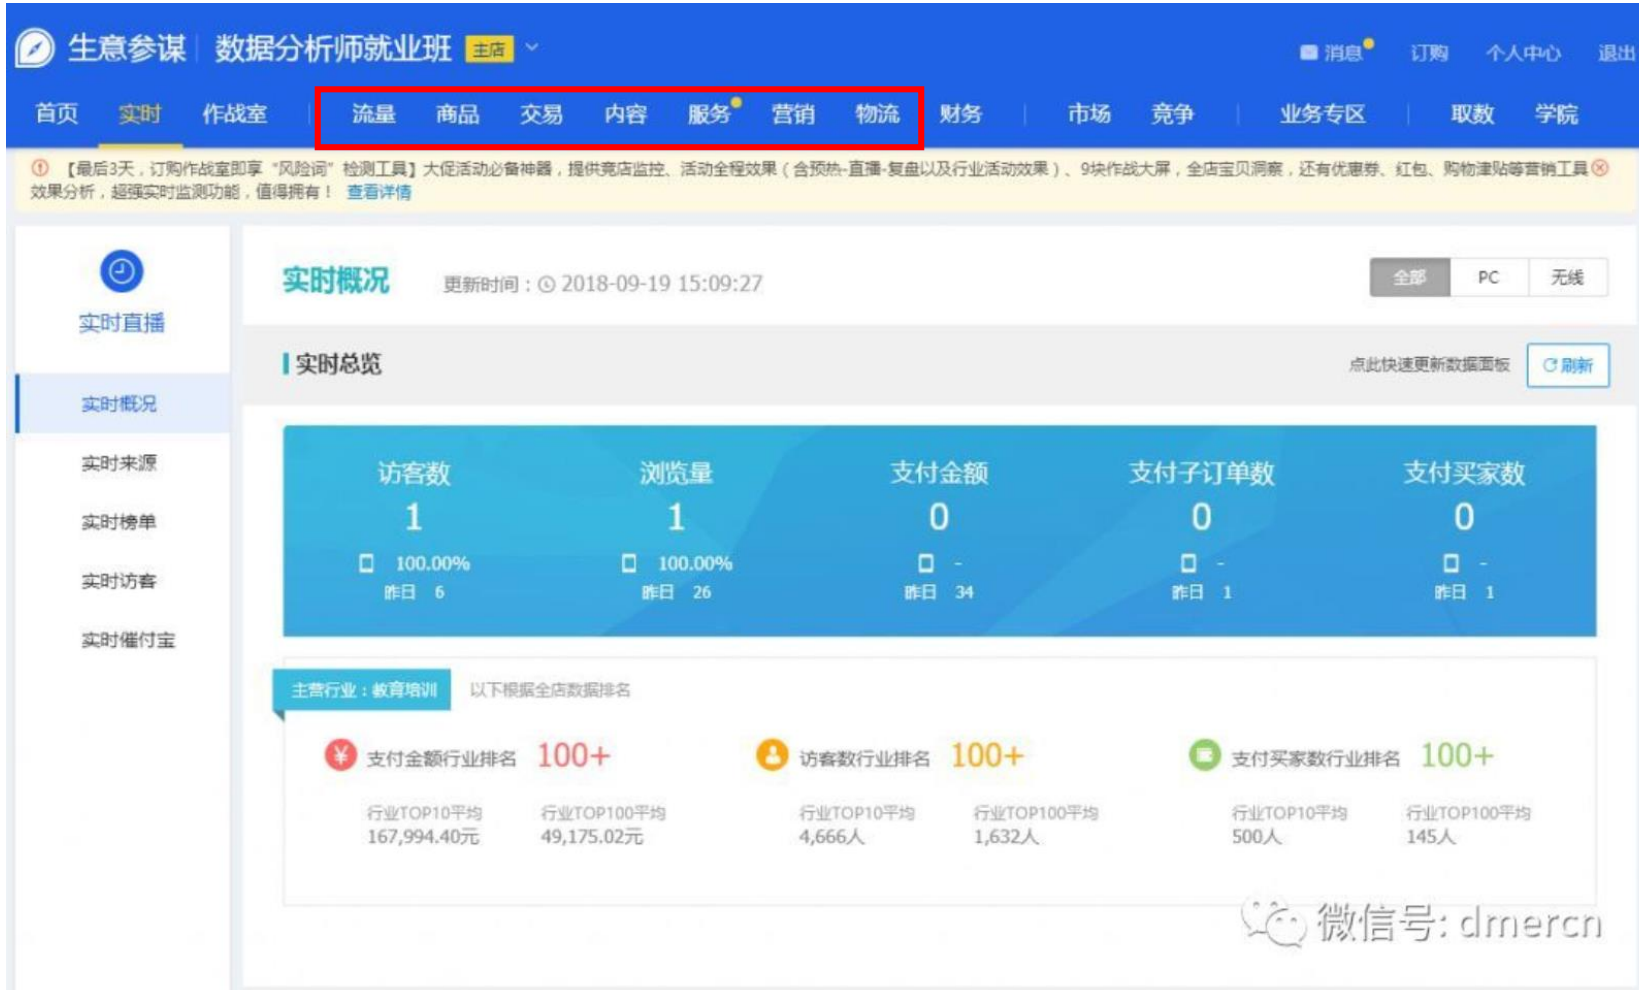 生意参谋 数据分析师就业班 主店 消息 订购 个人中心 退出
首页 实时 作战室 流量 商品 交易 内容 服务 营销 物流 财务 市场 竞争 业务专区 取数 学院
【最后3天，订购作战室即享“风险词”检测工具】大促活动必备神器，提供竞店监控、活动全程效果（含预热-直播-复盘以及行业活动效果）、9块作战大屏，全店宝贝洞察，还有优惠券、红包、购物津贴等营销工具
效果分析，超强实时监测功能，值得拥有！ 查看详情
实时直播
实时概况
实时来源
实时榜单
实时访客
实时催付宝
实时概况 更新时间：2018-09-19 15:09:27 全部 PC 无线
实时总览 点此快速更新数据面板 刷新
访客数 浏览量 支付金额 支付子订单数 支付买家数
1 1 0 0 0
100.00% 100.00% - - -
昨日 6 昨日 26 昨日 34 昨日 1 昨日 1
主营行业：教育培训 以下根据全店数据排名
¥ 支付金额行业排名 100+ 访客数行业排名 100+ 支付买家数行业排名 100+
行业TOP10平均 行业TOP100平均 行业TOP10平均 行业TOP100平均 行业TOP10平均 行业TOP100平均
167,994.40元 49,175.02元 4,666人 1,632人 500人 145人
微信号: dmercn